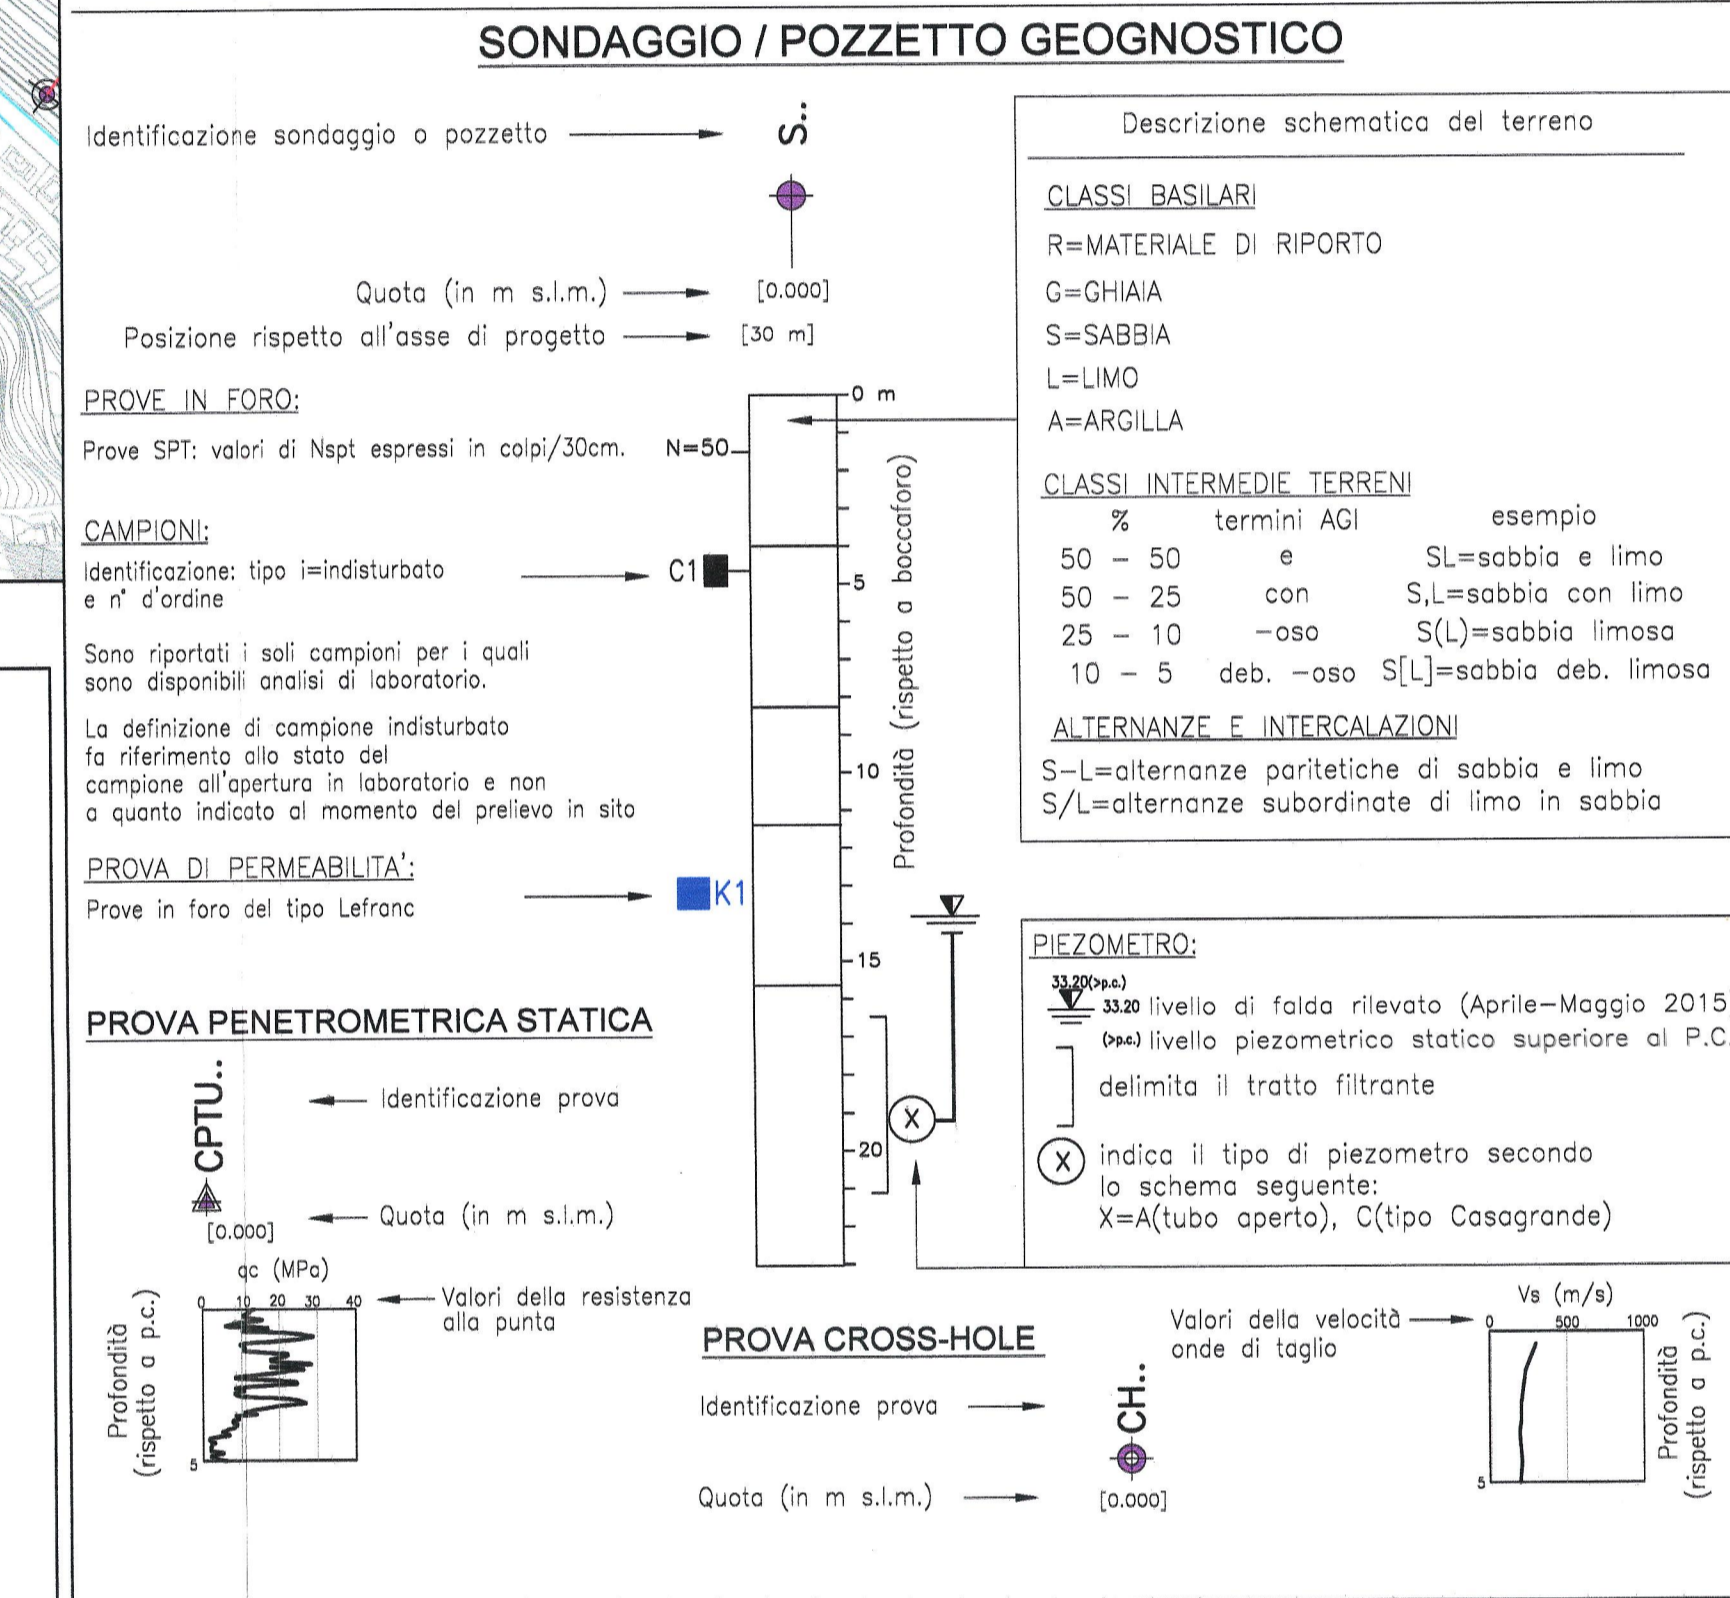 SONDAGGIO / POZZETTO GEOGNOSTICO
Identificazione sondaggio o pozzetto
S..
Quota (in m s.l.m.)
[0.000]
Posizione rispetto all'asse di progetto
[30 m]
PROVE IN FORO:
Prove SPT: valori di Nspt espressi in colpi/30cm.
N=50
CAMPIONI:
Identificazione: tipo i=indisturbato
e n° d'ordine
C1
Sono riportati i soli campioni per i quali
sono disponibili analisi di laboratorio.
La definizione di campione indisturbato
fa riferimento allo stato del
campione all'apertura in laboratorio e non
a quanto indicato al momento del prelievo in sito
PROVA DI PERMEABILITA':
Prove in foro del tipo Lefranc
K1
0 m
5
10
15
20
Profondità (rispetto a boccaforo)
X
Descrizione schematica del terreno
CLASSI BASILARI
R=MATERIALE DI RIPORTO
G=GHIAIA
S=SABBIA
L=LIMO
A=ARGILLA
CLASSI INTERMEDIE TERRENI
% termini AGI esempio
50 – 50 e SL=sabbia e limo
50 – 25 con S,L=sabbia con limo
25 – 10 –oso S(L)=sabbia limosa
10 – 5 deb. –oso S[L]=sabbia deb. limosa
ALTERNANZE E INTERCALAZIONI
S–L=alternanze paritetiche di sabbia e limo
S/L=alternanze subordinate di limo in sabbia
PIEZOMETRO:
33.20(>p.c.)
33.20 livello di falda rilevato (Aprile–Maggio 2015
(>p.c.) livello piezometrico statico superiore al P.C.
delimita il tratto filtrante
X indica il tipo di piezometro secondo
lo schema seguente:
X=A(tubo aperto), C(tipo Casagrande)
PROVA PENETROMETRICA STATICA
CPTU..
Identificazione prova
Quota (in m s.l.m.)
[0.000]
qc (MPa)
0 10 20 30 40
Valori della resistenza
alla punta
Profondità
(rispetto a p.c.)
5
PROVA CROSS-HOLE
Identificazione prova
CH..
Quota (in m s.l.m.)
[0.000]
Valori della velocità
onde di taglio
Vs (m/s)
0 500 1000
5
Profondità
(rispetto a p.c.)